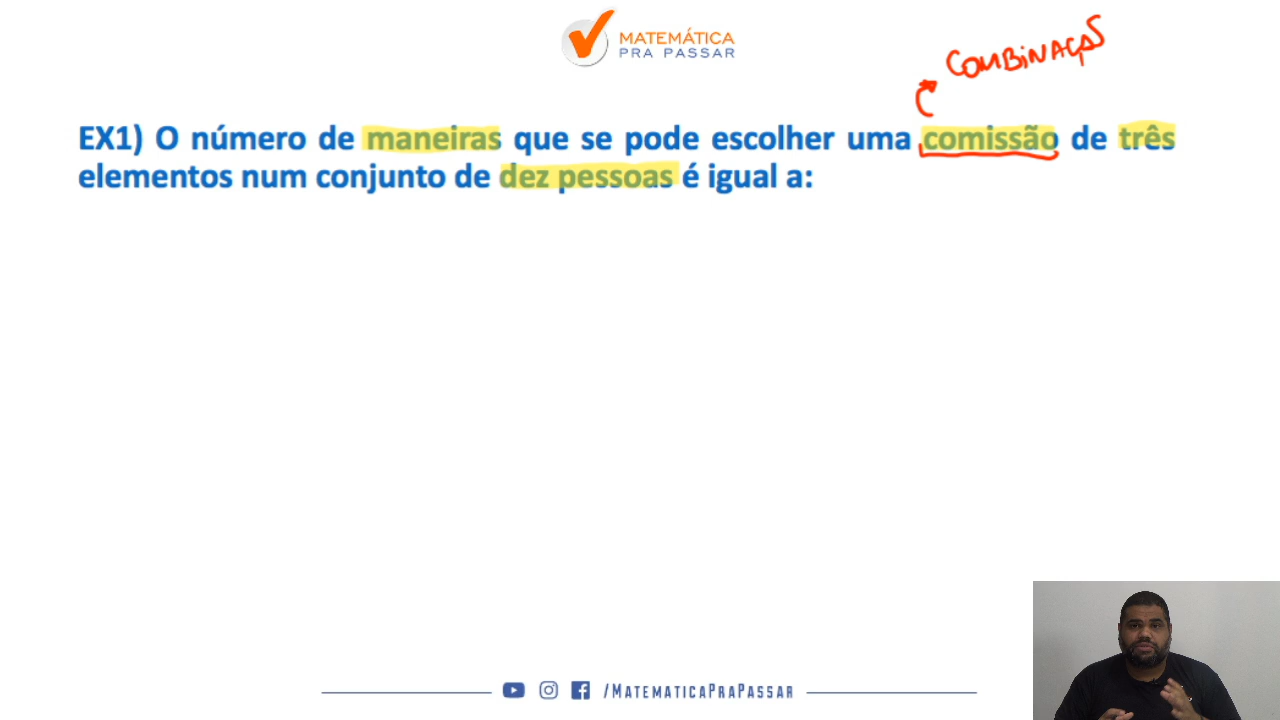 MATEMÁTICA
PRA PASSAR
COMBINAÇÃO
EX1) O número de maneiras que se pode escolher uma comissão de três
elementos num conjunto de dez pessoas é igual a:
/MATEMATICAPRAPASSAR